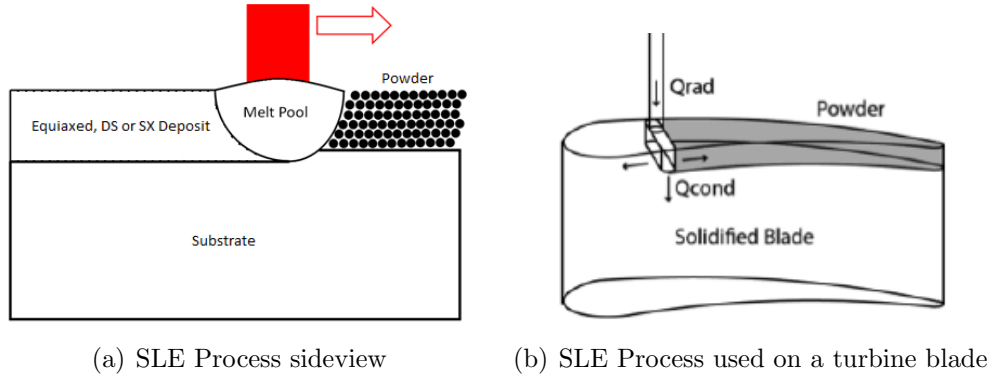 Powder
Melt Pool
Equiaxed, DS or SX Deposit
Substrate
(a) SLE Process sideview
Qrad
Powder
Qcond
Solidified Blade
(b) SLE Process used on a turbine blade